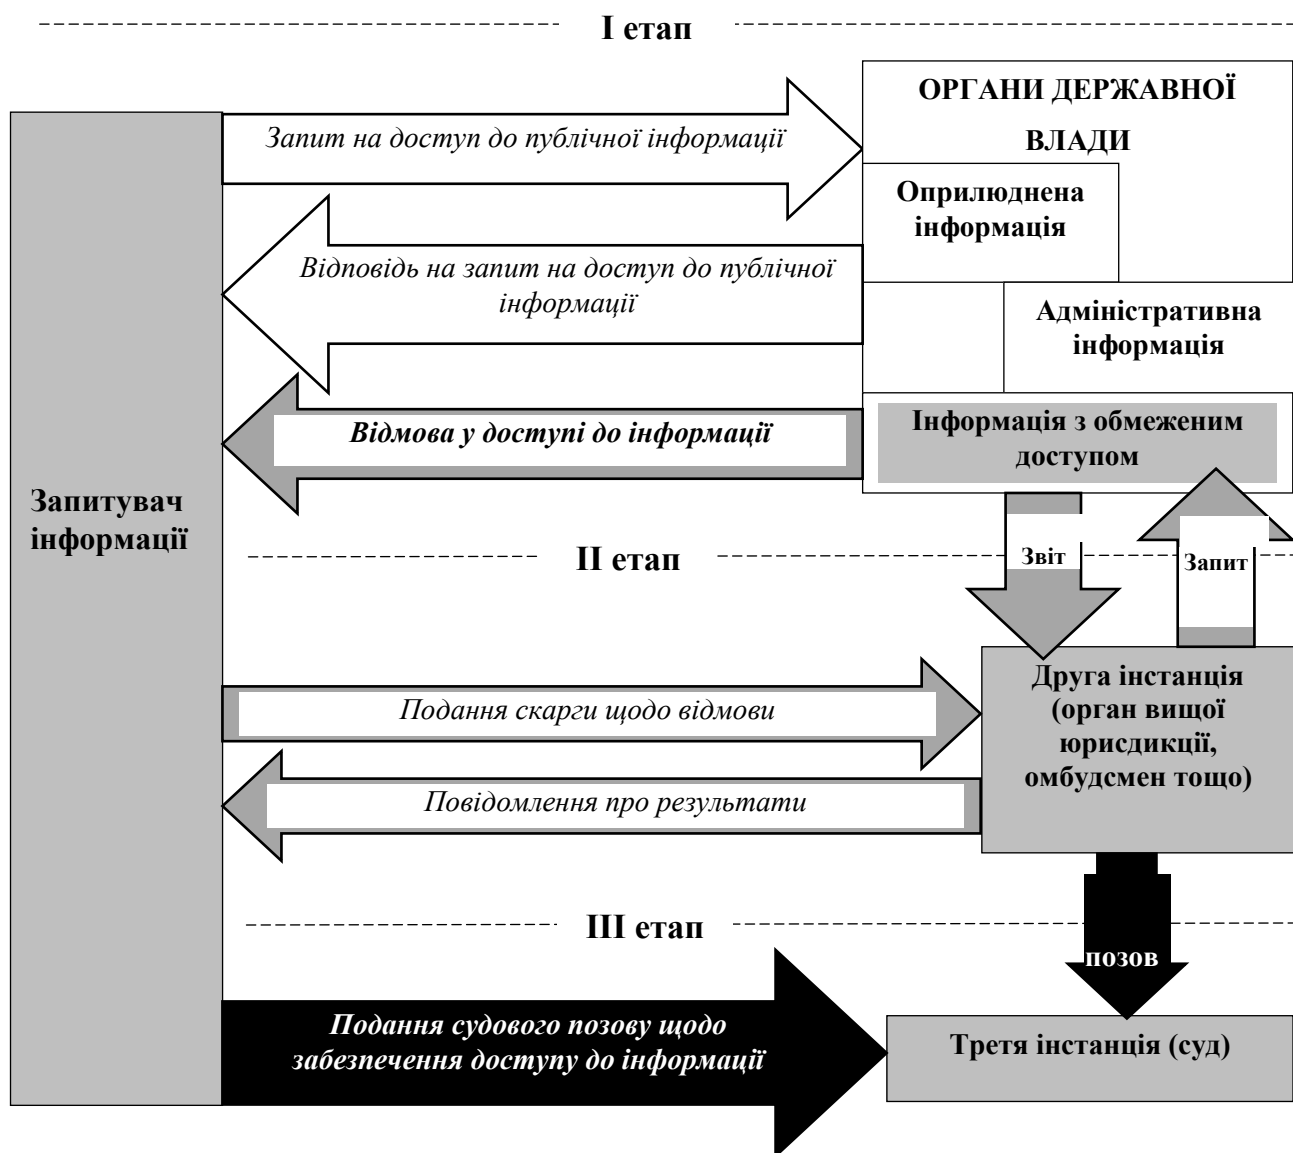 І етап
ОРГАНИ ДЕРЖАВНОЇ
ВЛАДИ
Запит на доступ до публічної інформації
Оприлюднена
інформація
Відповідь на запит на доступ до публічної
інформації
Адміністративна
інформація
Відмова у доступі до інформації
Інформація з обмеженим
доступом
Запитувач
інформації
ІІ етап
Звіт
Запит
Подання скарги щодо відмови
Друга інстанція
(орган вищої
юрисдикції,
омбудсмен тощо)
Повідомлення про результати
ІІІ етап
позов
Подання судового позову щодо
забезпечення доступу до інформації
Третя інстанція (суд)